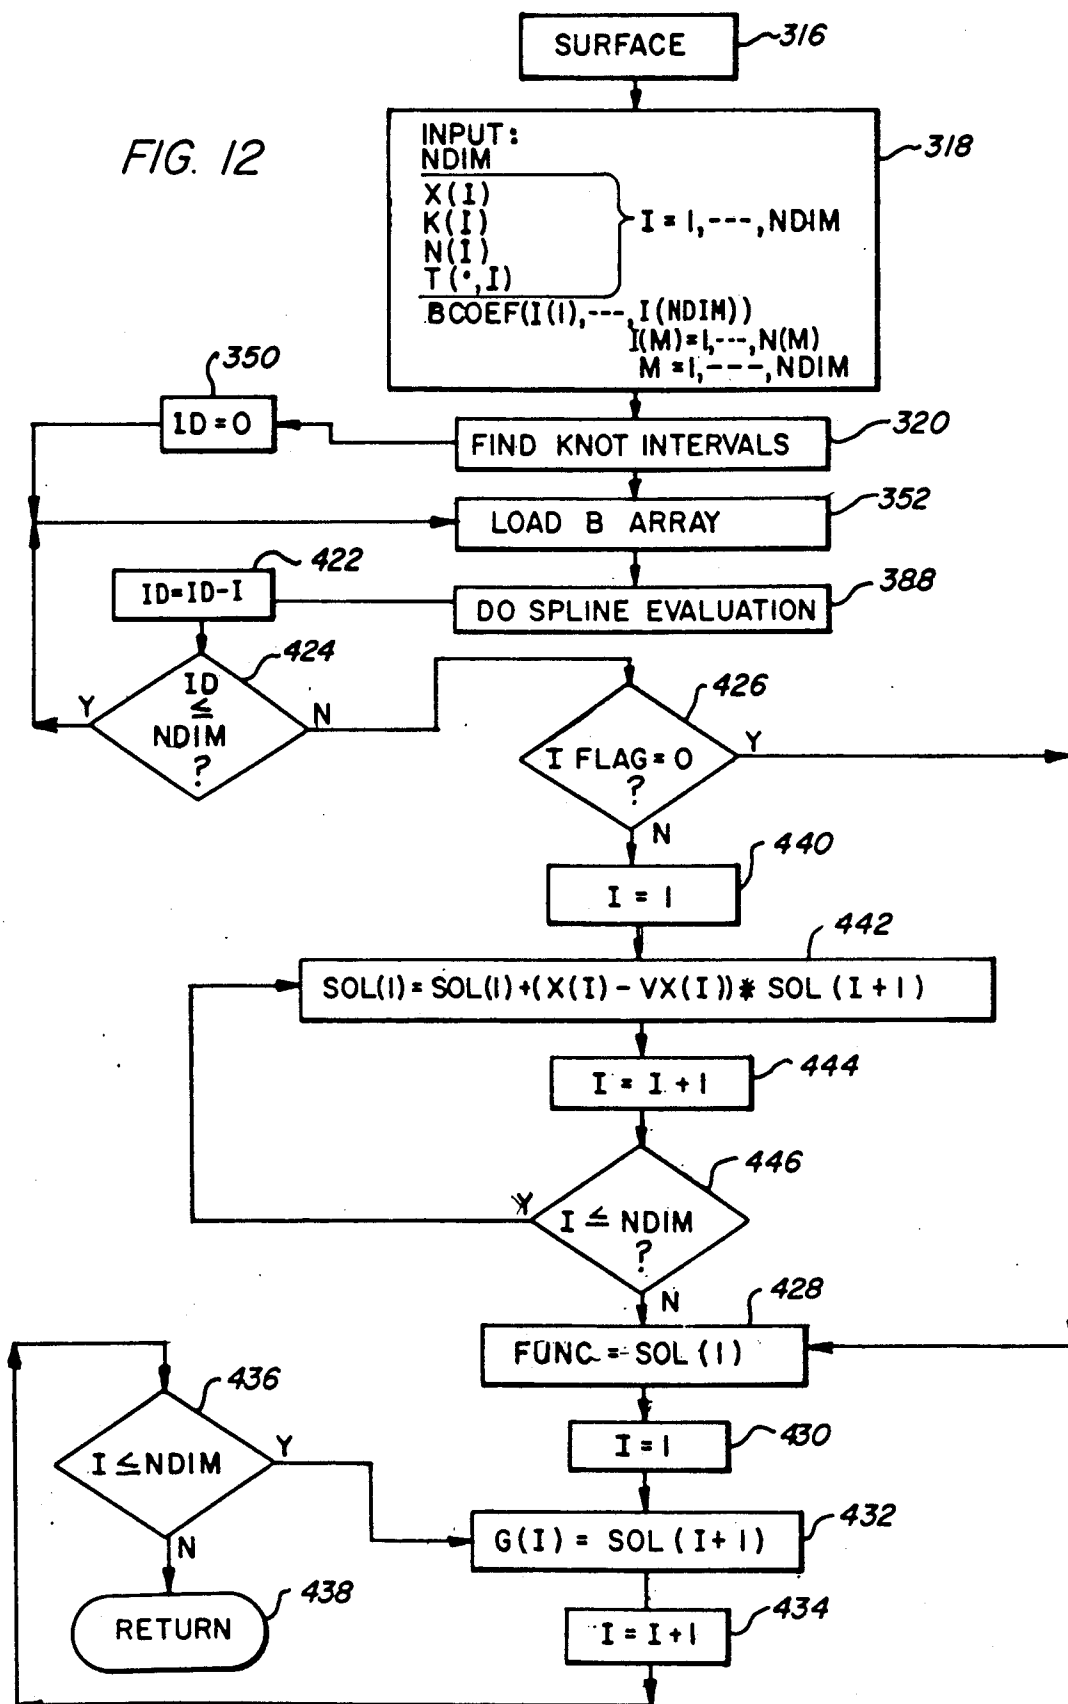 SURFACE
316
FIG. 12
INPUT:
NDIM
X(I)
K(I)
N(I)
T(•,I)
I = 1,---, NDIM
BCOEF(I(1),---, I(NDIM))
I(M)=1,---, N(M)
M = 1,----, NDIM
318
350
ID = 0
FIND KNOT INTERVALS
320
LOAD B ARRAY
352
422
ID=ID-I
DO SPLINE EVALUATION
388
424
ID
≤
NDIM
?
Y
N
426
I FLAG = 0
?
Y
N
440
I = 1
442
SOL(1) = SOL(1)+(X(I) - VX(I)) * SOL (I + 1)
I = I + 1
444
446
I ≤ NDIM
?
Y
N
428
FUNC = SOL (1)
436
I ≤ NDIM
Y
N
I = 1
430
G(I) = SOL (I + 1)
432
RETURN
438
I = I + 1
434